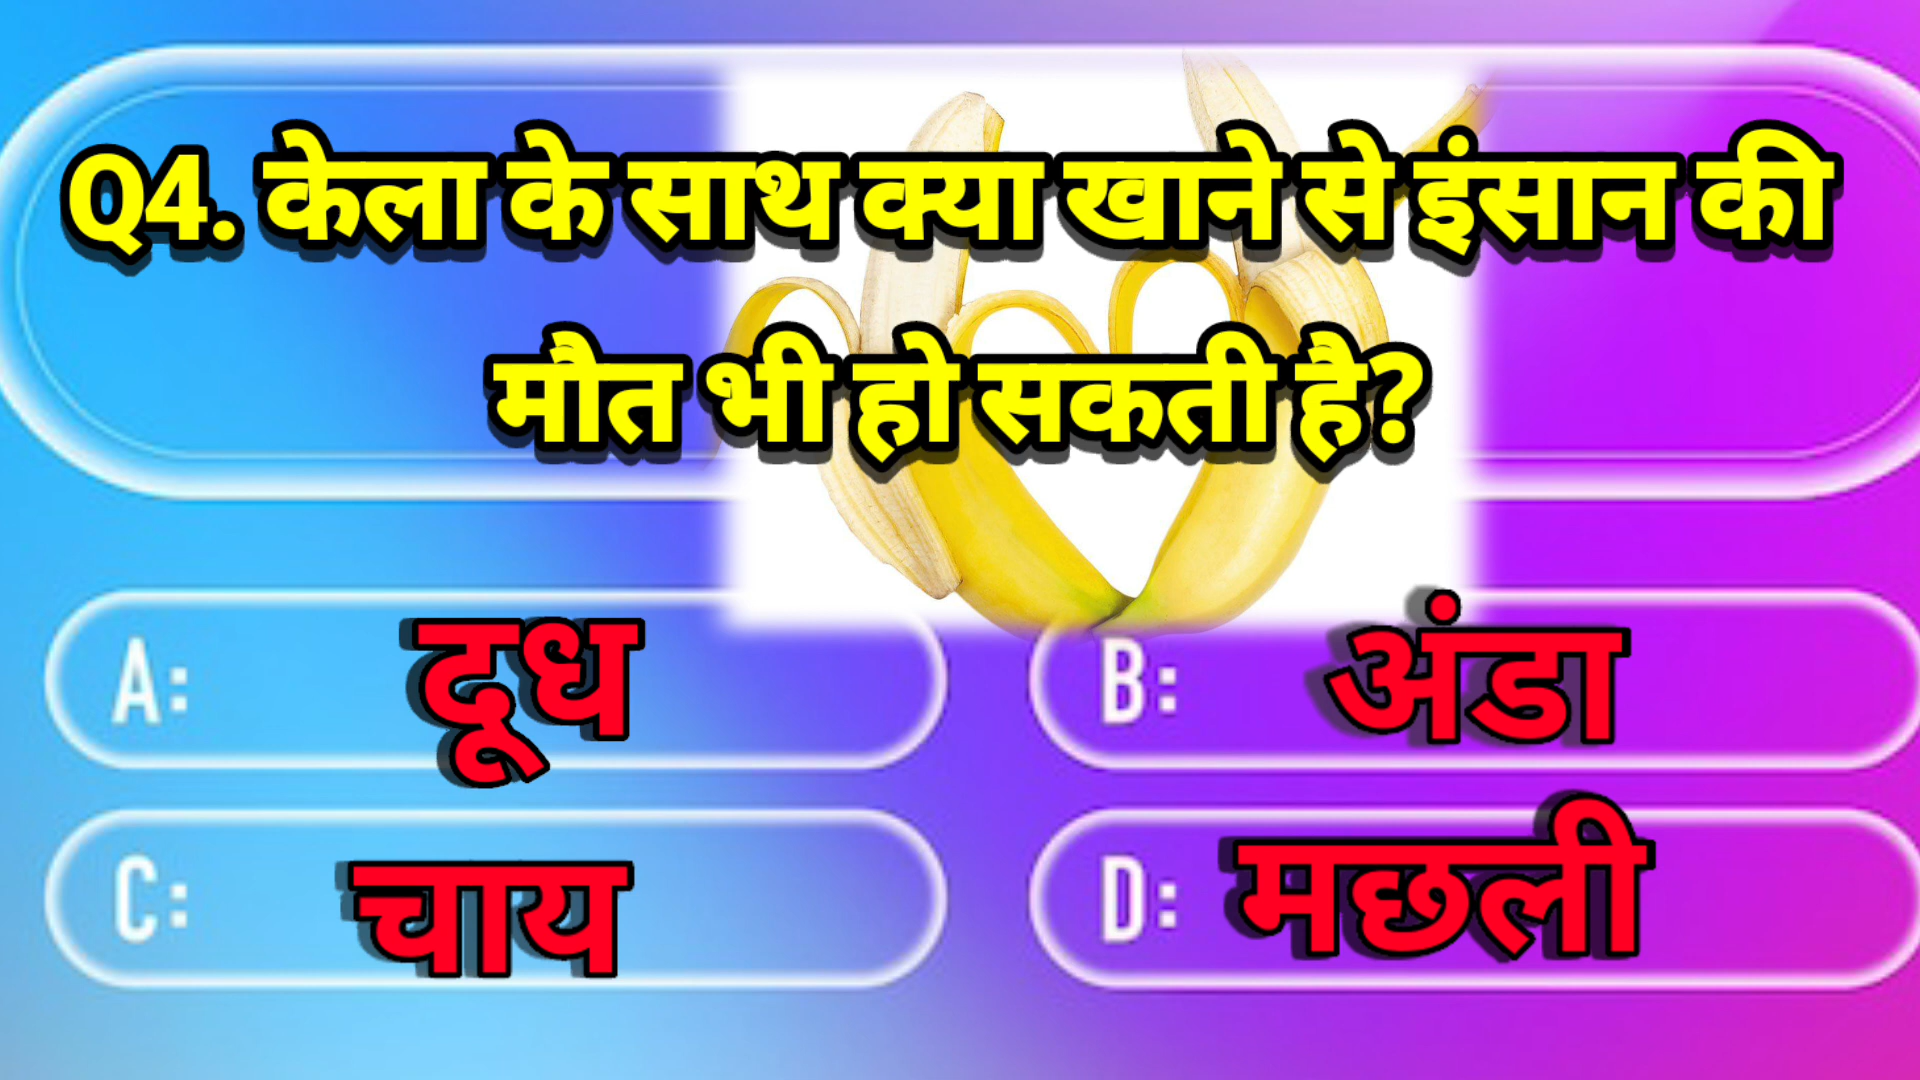 Q4. केला के साथ क्या खाने से इंसान की
मौत भी हो सकती है?
A: दूध
B: अंडा
C: चाय
D: मछली